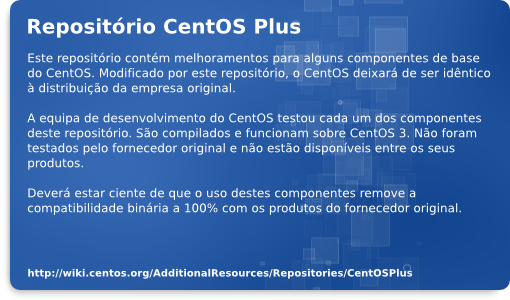 Repositório CentOS Plus
Este repositório contém melhoramentos para alguns componentes de base
do CentOS. Modificado por este repositório, o CentOS deixará de ser idêntico
à distribuição da empresa original.
A equipa de desenvolvimento do CentOS testou cada um dos componentes
deste repositório. São compilados e funcionam sobre CentOS 3. Não foram
testados pelo fornecedor original e não estão disponíveis entre os seus
produtos.
Deverá estar ciente de que o uso destes componentes remove a
compatibilidade binária a 100% com os produtos do fornecedor original.
http://wiki.centos.org/AdditionalResources/Repositories/CentOSPlus